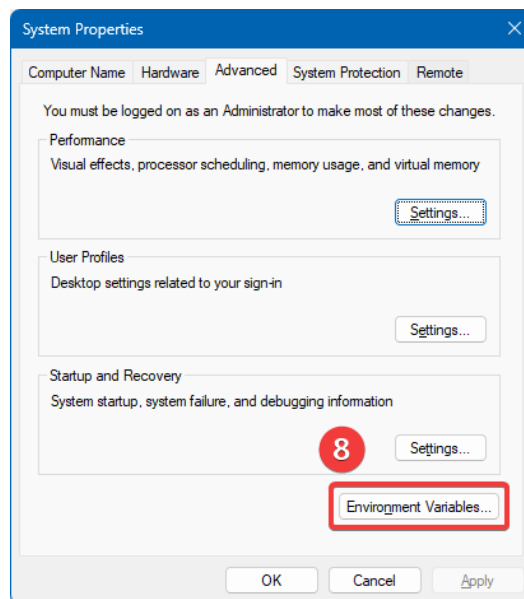 System Properties
Computer Name Hardware Advanced System Protection Remote
You must be logged on as an Administrator to make most of these changes.
Performance
Visual effects, processor scheduling, memory usage, and virtual memory
Settings...
User Profiles
Desktop settings related to your sign-in
Settings...
Startup and Recovery
System startup, system failure, and debugging information
8
Settings...
Environment Variables...
OK Cancel Apply